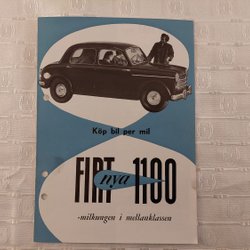 Köp bil per mil
FIAT nya 1100
-milkungen i mellanklassen